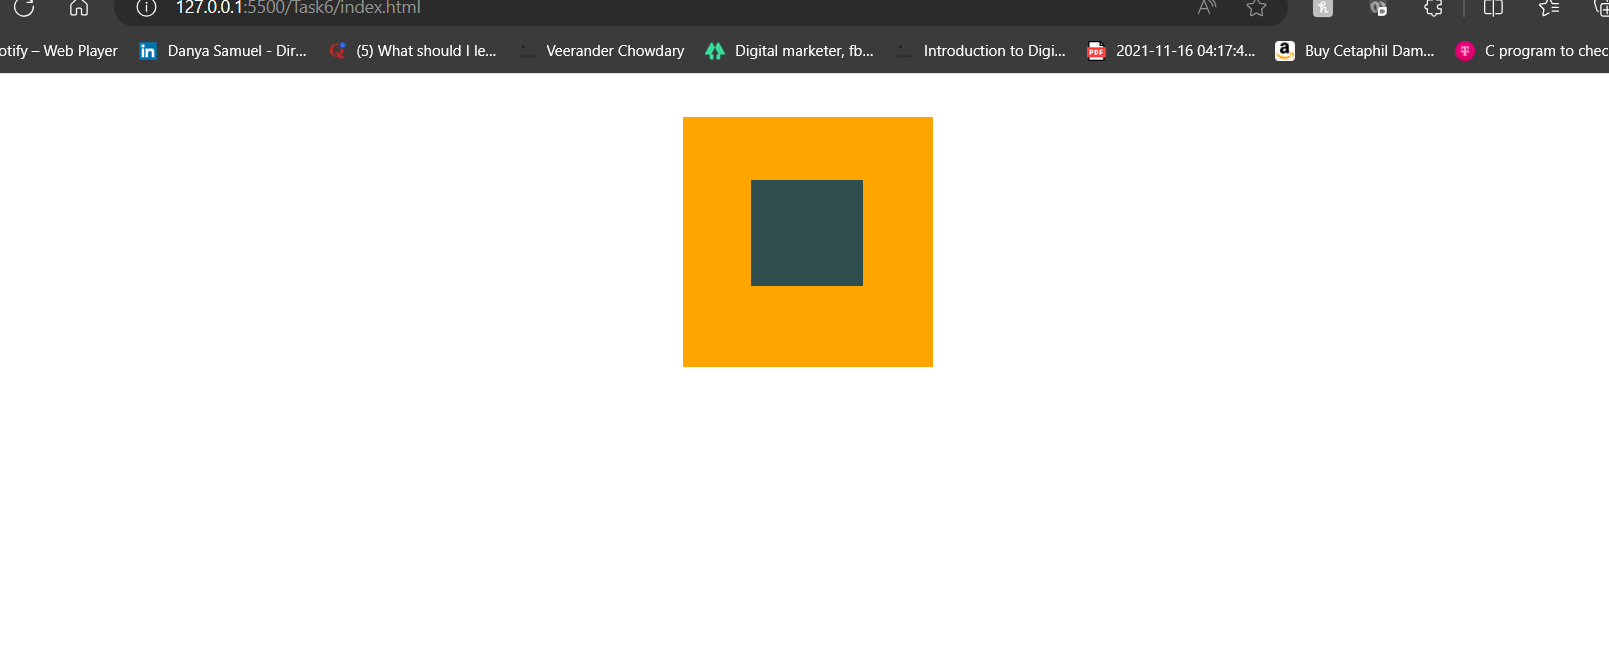 127.0.0.1:5500/Task6/index.html
otify – Web Player
in
Danya Samuel - Dir...
(5) What should I le...
Veerander Chowdary
Digital marketer, fb...
Introduction to Digi...
PDF
2021-11-16 04:17:4...
a
Buy Cetaphil Dam...
T
C program to chec